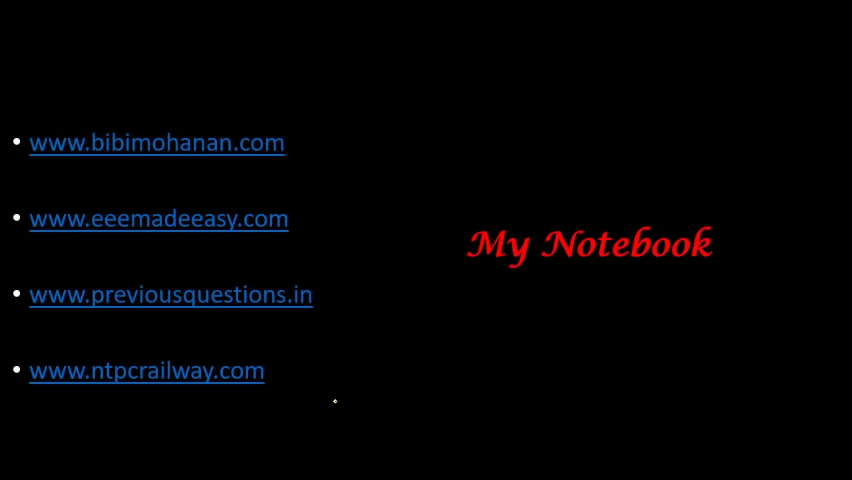 • www.bibimohanan.com
• www.eeemadeeasy.com
• www.previousquestions.in
• www.ntpcrailway.com
My Notebook